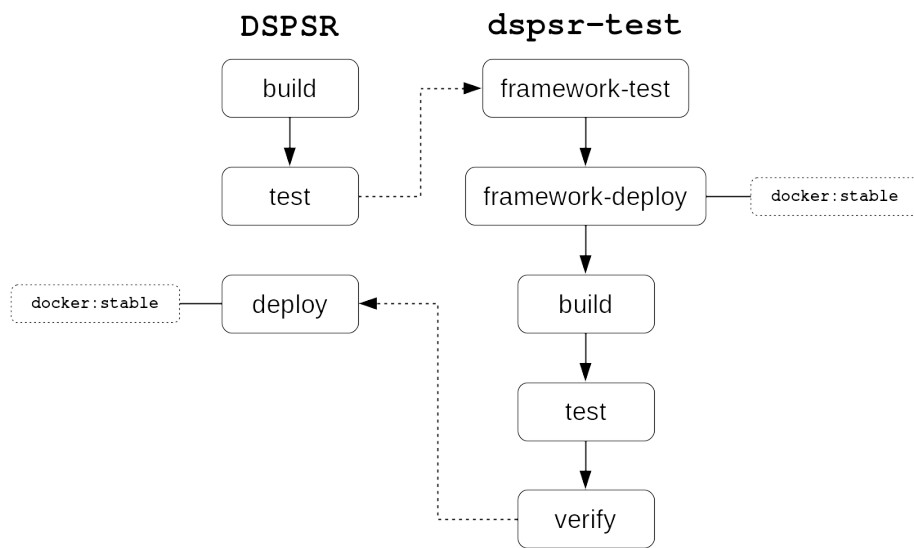 DSPSR
dspsr-test
build
framework-test
test
framework-deploy
docker:stable
docker:stable
deploy
build
test
verify